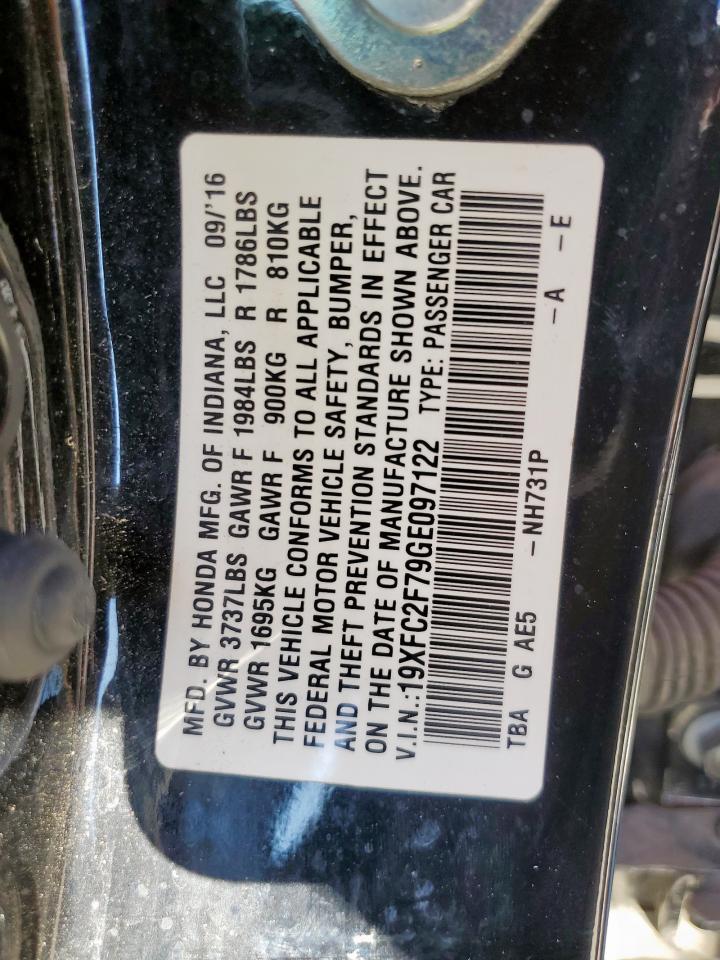 MFD. BY HONDA MFG. OF INDIANA, LLC 09/'16
GVWR 3737LBS GAWR F 1984LBS R 1786LBS
GVWR 1695KG GAWR F 900KG R 810KG
THIS VEHICLE CONFORMS TO ALL APPLICABLE
FEDERAL MOTOR VEHICLE SAFETY, BUMPER,
AND THEFT PREVENTION STANDARDS IN EFFECT
ON THE DATE OF MANUFACTURE SHOWN ABOVE.
V.I.N.:19XFC2F79GE097122 TYPE: PASSENGER CAR
TBA G AE5 -NH731P -A -E